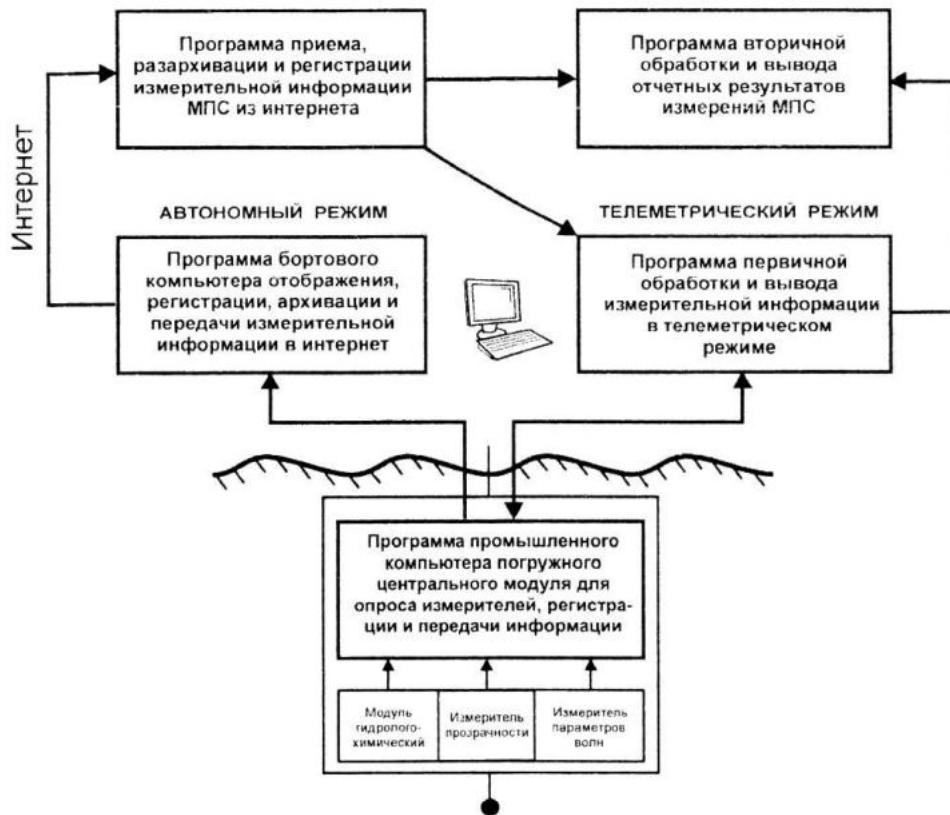 Программа приема,
разархивации и регистрации
измерительной информации
МПС из интернета
Программа вторичной
обработки и вывода
отчетных результатов
измерений МПС
Интернет
АВТОНОМНЫЙ РЕЖИМ
ТЕЛЕМЕТРИЧЕСКИЙ РЕЖИМ
Программа бортового
компьютера отображения,
регистрации, архивации и
передачи измерительной
информации в интернет
Программа первичной
обработки и вывода
измерительной информации
в телеметрическом
режиме
Программа промышленного
компьютера погружного
центрального модуля для
опроса измерителей, регистра-
ции и передачи информации
Модуль
гидролого-
химический
Измеритель
прозрачности
Измеритель
параметров
волн